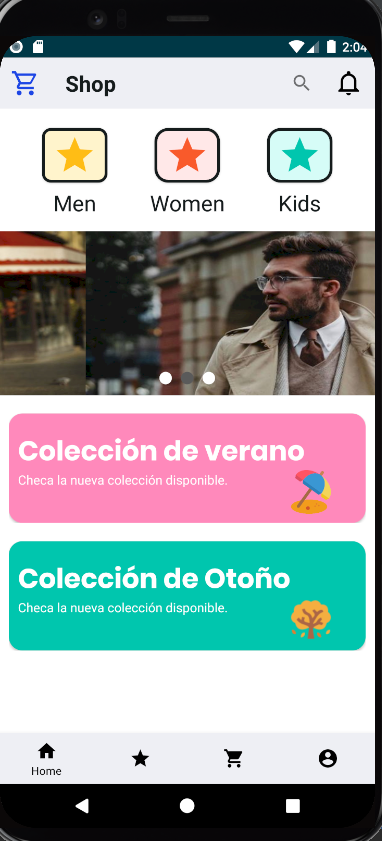 2:04
Shop
Men
Women
Kids
Colección de verano
Checa la nueva colección disponible.
Colección de Otoño
Checa la nueva colección disponible.
Home